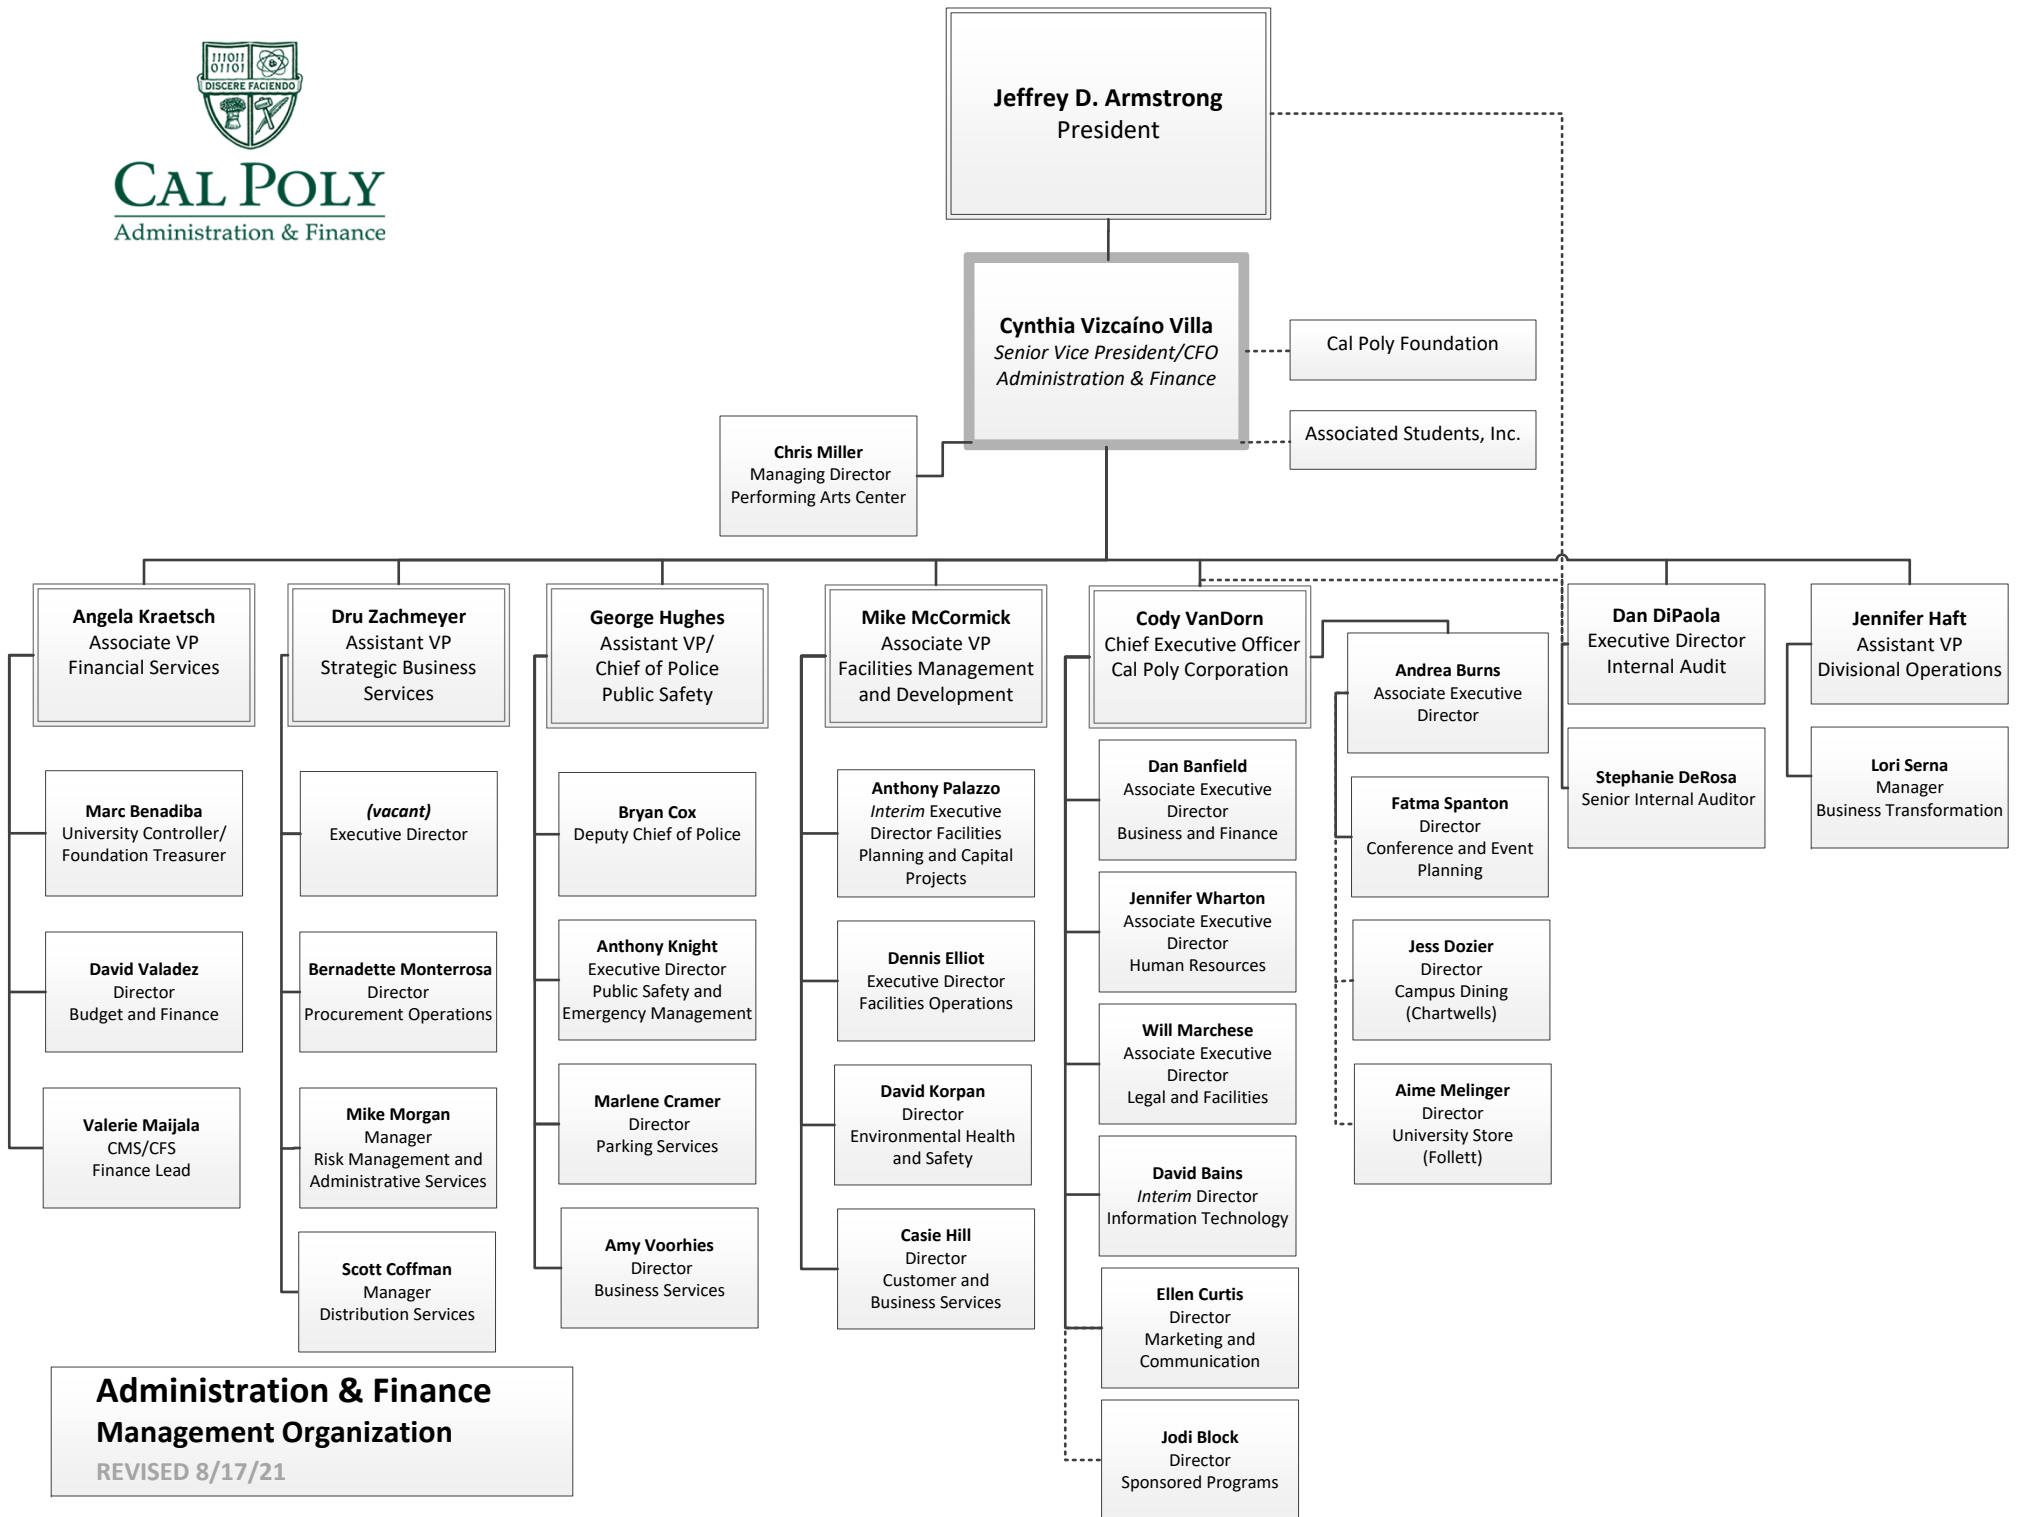 111011
01101
DISCERE FACIENDO
CAL POLY
Administration & Finance
Jeffrey D. Armstrong
President
Cynthia Vizcaíno Villa
Senior Vice President/CFO
Administration & Finance
Cal Poly Foundation
Associated Students, Inc.
Chris Miller
Managing Director
Performing Arts Center
Angela Kraetsch
Associate VP
Financial Services
Marc Benadiba
University Controller/
Foundation Treasurer
David Valadez
Director
Budget and Finance
Valerie Maijala
CMS/CFS
Finance Lead
Dru Zachmeyer
Assistant VP
Strategic Business
Services
(vacant)
Executive Director
Bernadette Monterrosa
Director
Procurement Operations
Mike Morgan
Manager
Risk Management and
Administrative Services
Scott Coffman
Manager
Distribution Services
George Hughes
Assistant VP/
Chief of Police
Public Safety
Bryan Cox
Deputy Chief of Police
Anthony Knight
Executive Director
Public Safety and
Emergency Management
Marlene Cramer
Director
Parking Services
Amy Voorhies
Director
Business Services
Mike McCormick
Associate VP
Facilities Management
and Development
Anthony Palazzo
Interim Executive
Director Facilities
Planning and Capital
Projects
Dennis Elliot
Executive Director
Facilities Operations
David Korpan
Director
Environmental Health
and Safety
Casie Hill
Director
Customer and
Business Services
Cody VanDorn
Chief Executive Officer
Cal Poly Corporation
Dan Banfield
Associate Executive
Director
Business and Finance
Jennifer Wharton
Associate Executive
Director
Human Resources
Will Marchese
Associate Executive
Director
Legal and Facilities
David Bains
Interim Director
Information Technology
Ellen Curtis
Director
Marketing and
Communication
Jodi Block
Director
Sponsored Programs
Andrea Burns
Associate Executive
Director
Fatma Spanton
Director
Conference and Event
Planning
Jess Dozier
Director
Campus Dining
(Chartwells)
Aime Melinger
Director
University Store
(Follett)
Dan DiPaola
Executive Director
Internal Audit
Stephanie DeRosa
Senior Internal Auditor
Jennifer Haft
Assistant VP
Divisional Operations
Lori Serna
Manager
Business Transformation
Administration & Finance
Management Organization
REVISED 8/17/21